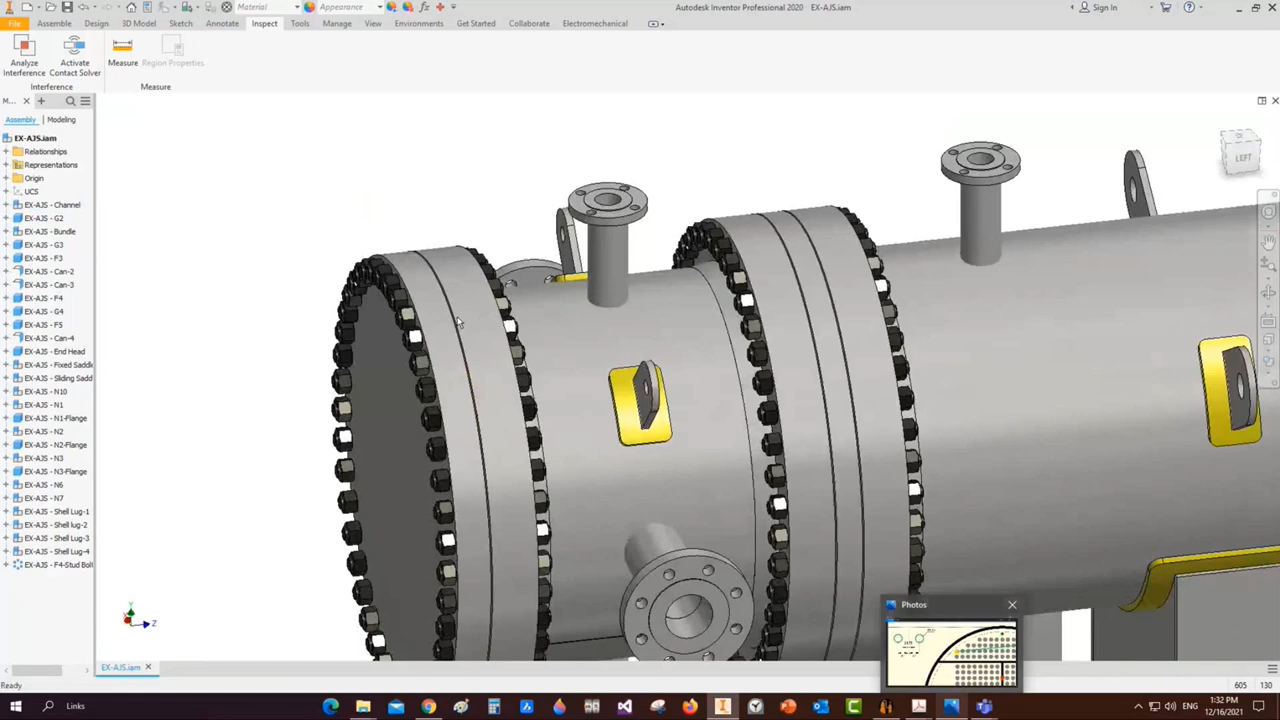 Material
Appearance
Autodesk Inventor Professional 2020 EX-AJS.iam
Sign In
File Assemble Design 3D Model Sketch Annotate Inspect Tools Manage View Environments Get Started Collaborate Electromechanical
Analyze Interference
Activate Contact Solver
Measure
Region Properties
Interference
Measure
M...
Assembly Modeling
EX-AJS.iam
Relationships
Representations
Origin
UCS
EX-AJS - Channel
EX-AJS - G2
EX-AJS - Bundle
EX-AJS - G3
EX-AJS - F3
EX-AJS - Can-2
EX-AJS - Can-3
EX-AJS - F4
EX-AJS - G4
EX-AJS - F5
EX-AJS - Can-4
EX-AJS - End Head
EX-AJS - Fixed Saddl
EX-AJS - Sliding Sadd
EX-AJS - N10
EX-AJS - N1
EX-AJS - N1-Flange
EX-AJS - N2
EX-AJS - N2-Flange
EX-AJS - N3
EX-AJS - N3-Flange
EX-AJS - N6
EX-AJS - N7
EX-AJS - Shell Lug-1
EX-AJS - Shell lug-2
EX-AJS - Shell Lug-3
EX-AJS - Shell Lug-4
EX-AJS - F4-Stud Bolt
LEFT
Y
Z
Photos
EX-AJS.iam
Ready
605 130
Links
ENG
1:32 PM
12/16/2021